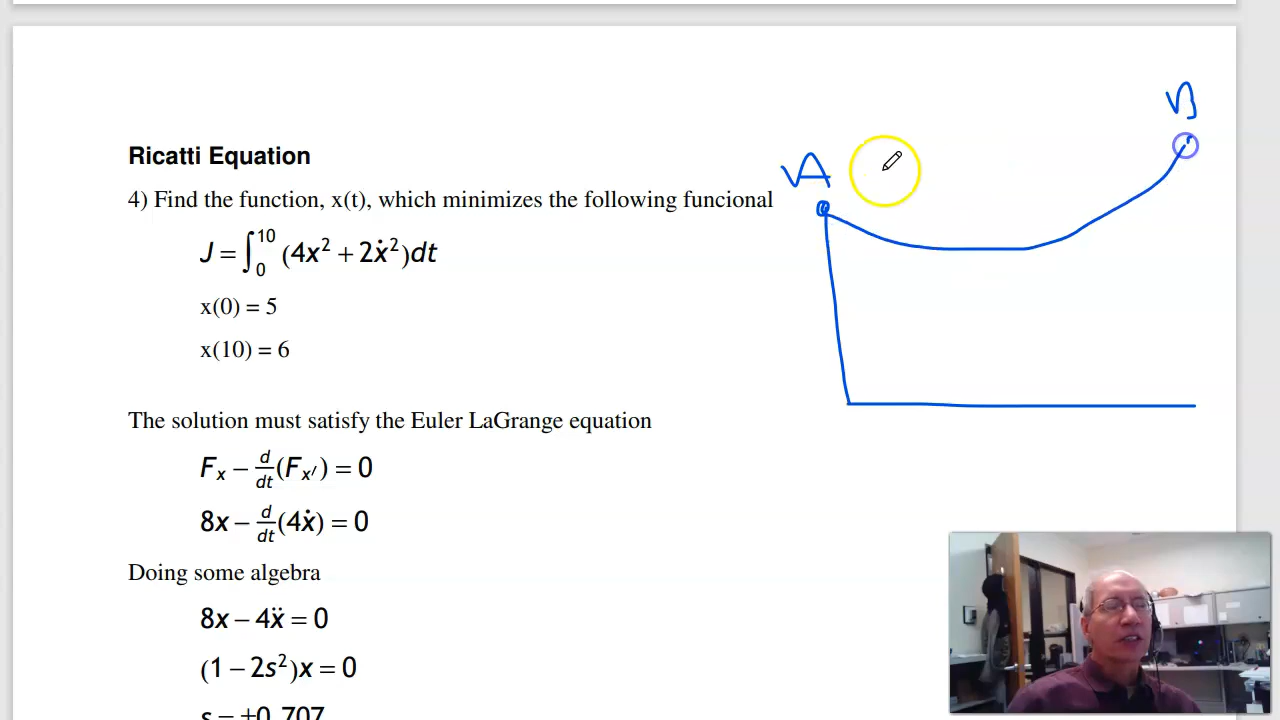 Ricatti Equation
4) Find the function, x(t), which minimizes the following funcional
J = ∫₀¹⁰ (4x² + 2ẋ²)dt
x(0) = 5
x(10) = 6
The solution must satisfy the Euler LaGrange equation
Fₓ − d/dt(Fₓ′) = 0
8x − d/dt(4ẋ) = 0
Doing some algebra
8x − 4ẍ = 0
(1 − 2s²)x = 0
s = ±0.707
A
B